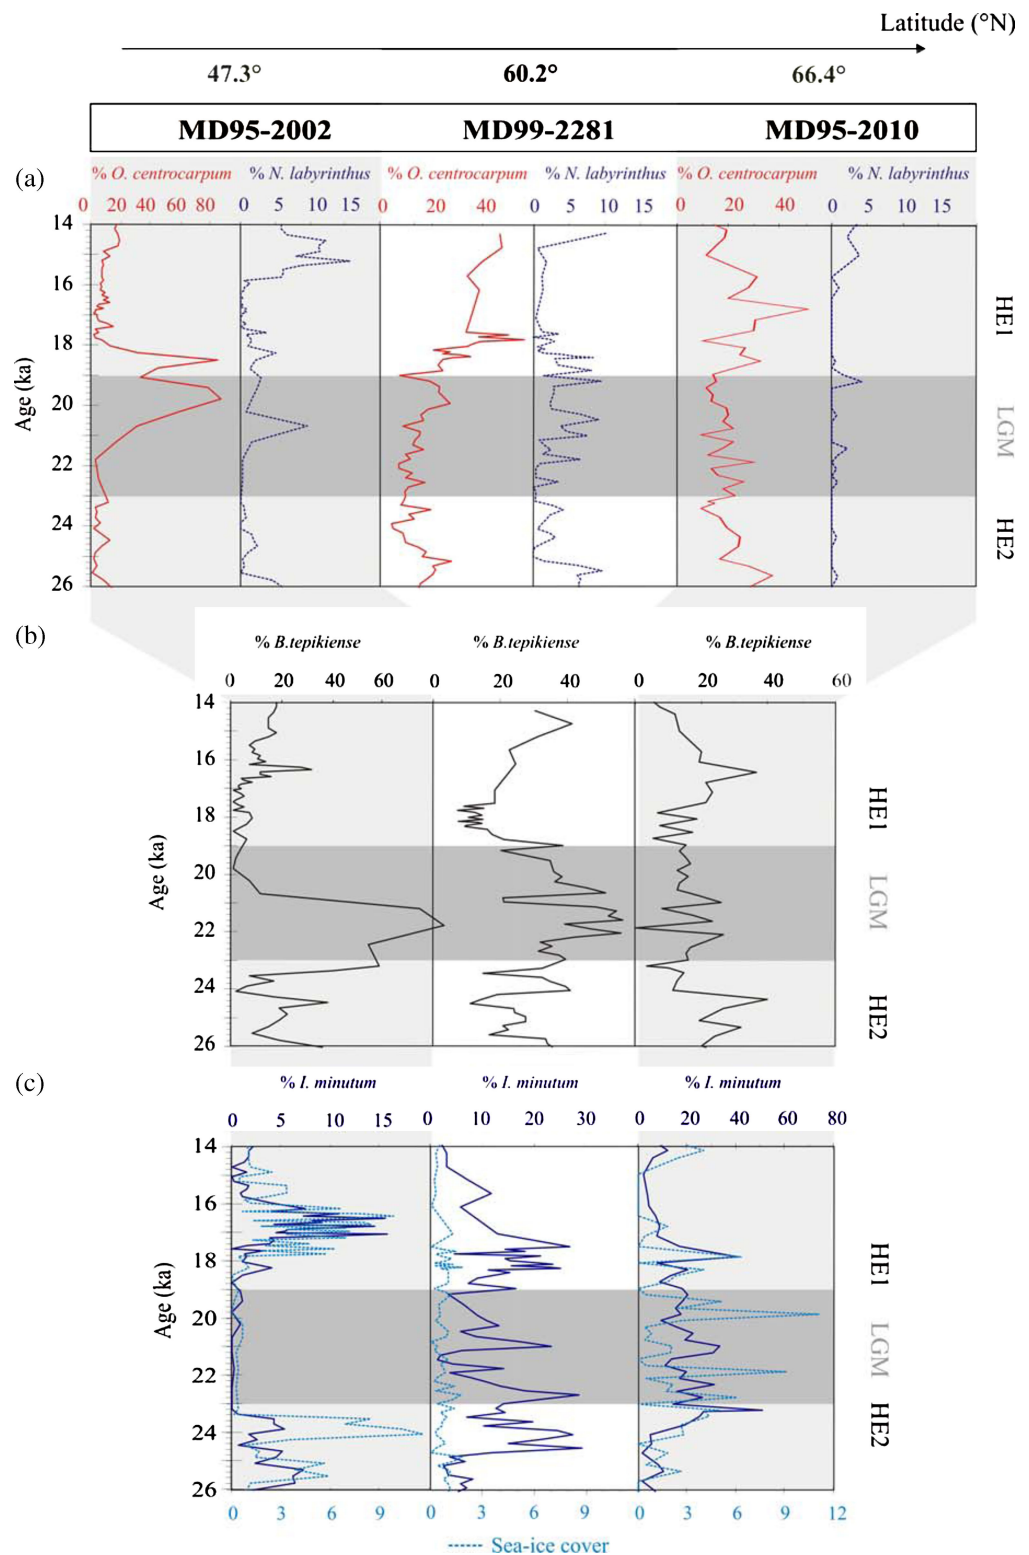 Latitude (°N)
47.3° 60.2° 66.4°
MD95-2002 MD99-2281 MD95-2010
(a)
% O. centrocarpum % N. labyrinthus % O. centrocarpum % N. labyrinthus % O. centrocarpum % N. labyrinthus
0 20 40 60 80 0 5 10 15 0 20 40 0 5 10 15 0 20 40 0 5 10 15
14
16
18
20
22
24
26
Age (ka)
HE1
LGM
HE2
(b)
% B.tepikiense % B.tepikiense % B.tepikiense
0 20 40 60 0 20 40 0 20 40 60
14
16
18
20
22
24
26
Age (ka)
HE1
LGM
HE2
(c)
% I. minutum % I. minutum % I. minutum
0 5 10 15 0 10 20 30 0 20 40 60 80
14
16
18
20
22
24
26
Age (ka)
HE1
LGM
HE2
0 3 6 9 0 3 6 9 0 3 6 9 12
Sea-ice cover